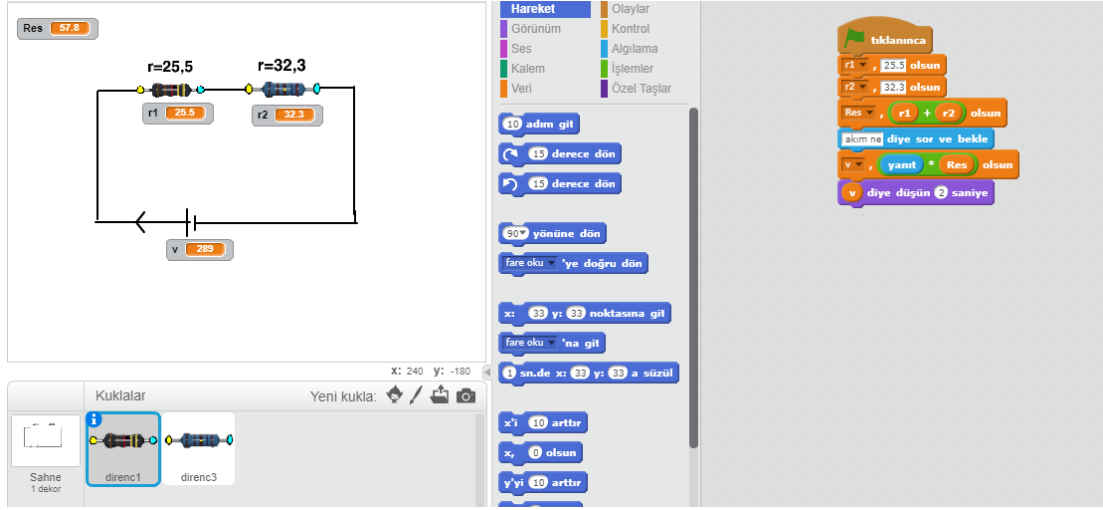 Res 57.8
r=25,5
r=32,3
r1 25.5
r2 32.3
v 289
x: 240 y: -180
Kuklalar
Yeni kukla:
Sahne
1 dekor
direnc1
direnc3
Hareket
Olaylar
Görünüm
Kontrol
Ses
Algılama
Kalem
İşlemler
Veri
Özel Taşlar
10 adım git
15 derece dön
15 derece dön
90 yönüne dön
fare oku 'ye doğru dön
x: 33 y: 33 noktasına git
fare oku 'na git
1 sn.de x: 33 y: 33 a süzül
x'i 10 arttır
x, 0 olsun
y'yi 10 arttır
tıklanınca
r1 , 25.5 olsun
r2 , 32.3 olsun
Res , r1 + r2 olsun
akım ne diye sor ve bekle
v , yanıt * Res olsun
v diye düşün 2 saniye